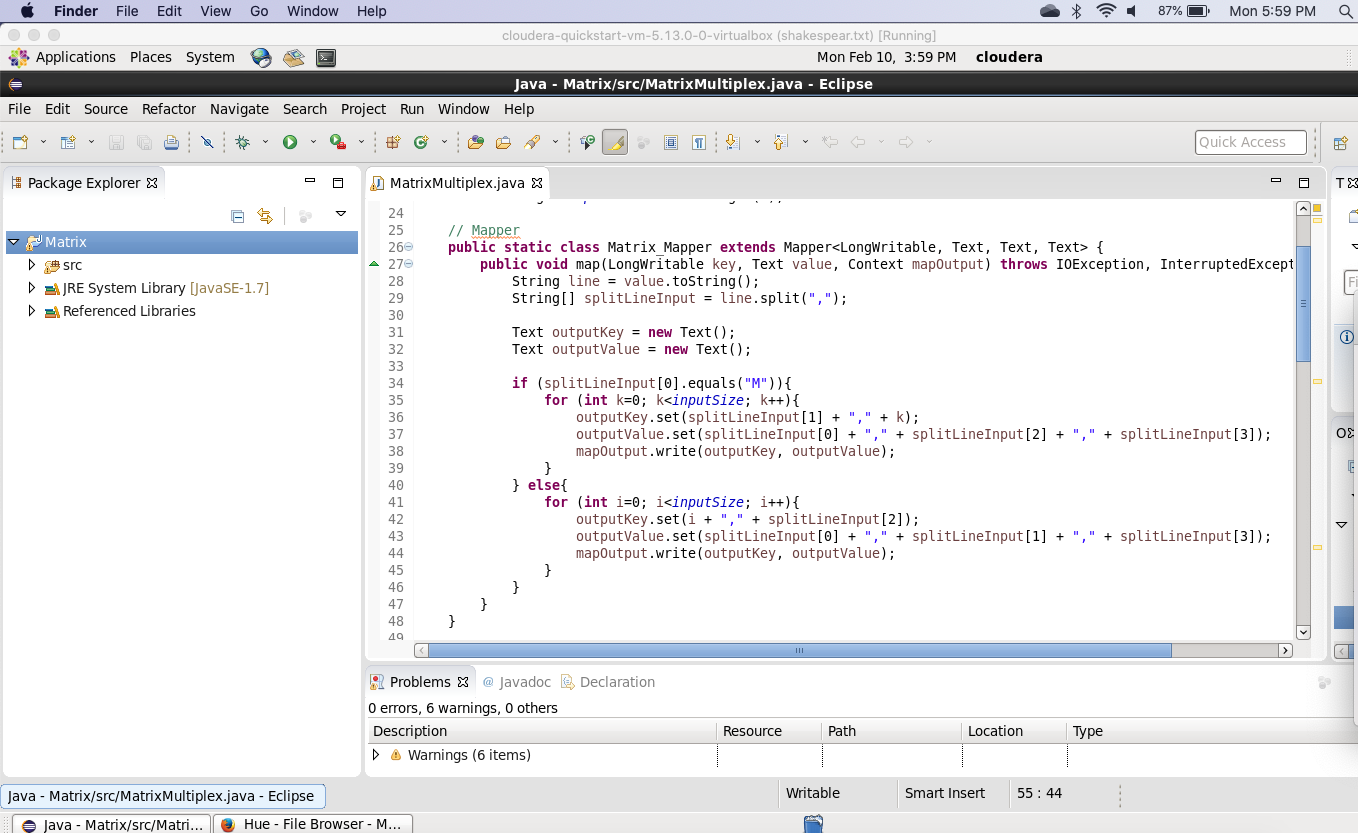 Finder File Edit View Go Window Help 87% Mon 5:59 PM
cloudera-quickstart-vm-5.13.0-0-virtualbox (shakespear.txt) [Running]
Applications Places System Mon Feb 10, 3:59 PM cloudera
Java - Matrix/src/MatrixMultiplex.java - Eclipse
File Edit Source Refactor Navigate Search Project Run Window Help
Quick Access
Package Explorer
Matrix
src
JRE System Library [JavaSE-1.7]
Referenced Libraries
MatrixMultiplex.java
24
25 // Mapper
26 public static class Matrix_Mapper extends Mapper<LongWritable, Text, Text, Text> {
27 public void map(LongWritable key, Text value, Context mapOutput) throws IOException, InterruptedExcept
28 String line = value.toString();
29 String[] splitLineInput = line.split(",");
30
31 Text outputKey = new Text();
32 Text outputValue = new Text();
33
34 if (splitLineInput[0].equals("M")){
35 for (int k=0; k<inputSize; k++){
36 outputKey.set(splitLineInput[1] + "," + k);
37 outputValue.set(splitLineInput[0] + "," + splitLineInput[2] + "," + splitLineInput[3]);
38 mapOutput.write(outputKey, outputValue);
39 }
40 } else{
41 for (int i=0; i<inputSize; i++){
42 outputKey.set(i + "," + splitLineInput[2]);
43 outputValue.set(splitLineInput[0] + "," + splitLineInput[1] + "," + splitLineInput[3]);
44 mapOutput.write(outputKey, outputValue);
45 }
46 }
47 }
48 }
49
Problems Javadoc Declaration
0 errors, 6 warnings, 0 others
Description Resource Path Location Type
Warnings (6 items)
Java - Matrix/src/MatrixMultiplex.java - Eclipse
Writable Smart Insert 55 : 44
Java - Matrix/src/Matri... Hue - File Browser - M...